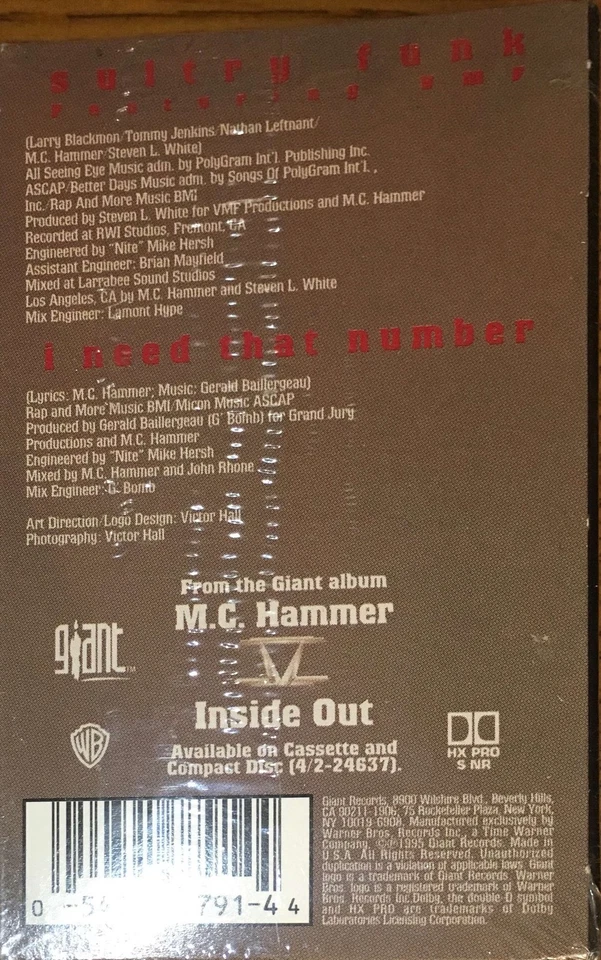 sultry funk
featuring vmf
(Larry Blackmon/Tommy Jenkins/Nathan Leftnant/
M.C. Hammer/Steven L. White)
All Seeing Eye Music adm. by PolyGram Int'l. Publishing Inc.
ASCAP/Better Days Music adm. by Songs Of PolyGram Int'l.,
Inc./Rap And More Music BMI
Produced by Steven L. White for VMF Productions and M.C. Hammer
Recorded at RWI Studios, Fremont, CA
Engineered by "Nite" Mike Hersh
Assistant Engineer: Brian Mayfield
Mixed at Larrabee Sound Studios
Los Angeles, CA by M.C. Hammer and Steven L. White
Mix Engineer: Lamont Hype
i need that number
(Lyrics: M.C. Hammer; Music: Gerald Baillergeau)
Rap and More Music BMI/Micon Music ASCAP
Produced by Gerald Baillergeau (G' Bomb) for Grand Jury
Productions and M.C. Hammer
Engineered by "Nite" Mike Hersh
Mixed by M.C. Hammer and John Rhone
Mix Engineer: G' Bomb
Art Direction/Logo Design: Victor Hall
Photography: Victor Hall
From the Giant album
M.C. Hammer
V
Inside Out
Available on Cassette and
Compact Disc (4/2-24637).
giant TM
WB
HX PRO
S NR
Giant Records, 8900 Wilshire Blvd., Beverly Hills,
CA 90211-1906; 75 Rockefeller Plaza, New York,
NY 10019-6908. Manufactured exclusively by
Warner Bros. Records Inc., a Time Warner
Company. ©℗1995 Giant Records. Made in
U.S.A. All Rights Reserved. Unauthorized
duplication is a violation of applicable laws. Giant
logo is a trademark of Giant Records. Warner
Bros. logo is a registered trademark of Warner
Bros. Records Inc. Dolby, the double-D symbol
and HX PRO are trademarks of Dolby
Laboratories Licensing Corporation.
0 -54 791-4 4